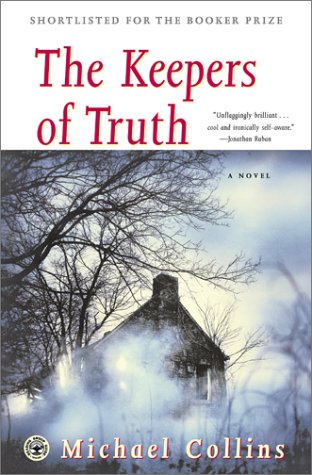 SHORTLISTED FOR THE BOOKER PRIZE
The Keepers
of Truth
"Unflaggingly brilliant . . .
cool and ironically self-aware."
—Jonathan Raban
A NOVEL
Michael Collins